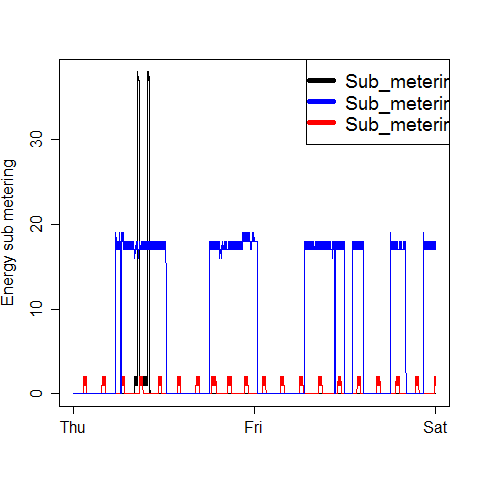 Sub_meterin
Sub_meterin
Sub_meterin
Energy sub metering
30
20
10
0
Thu Fri Sat